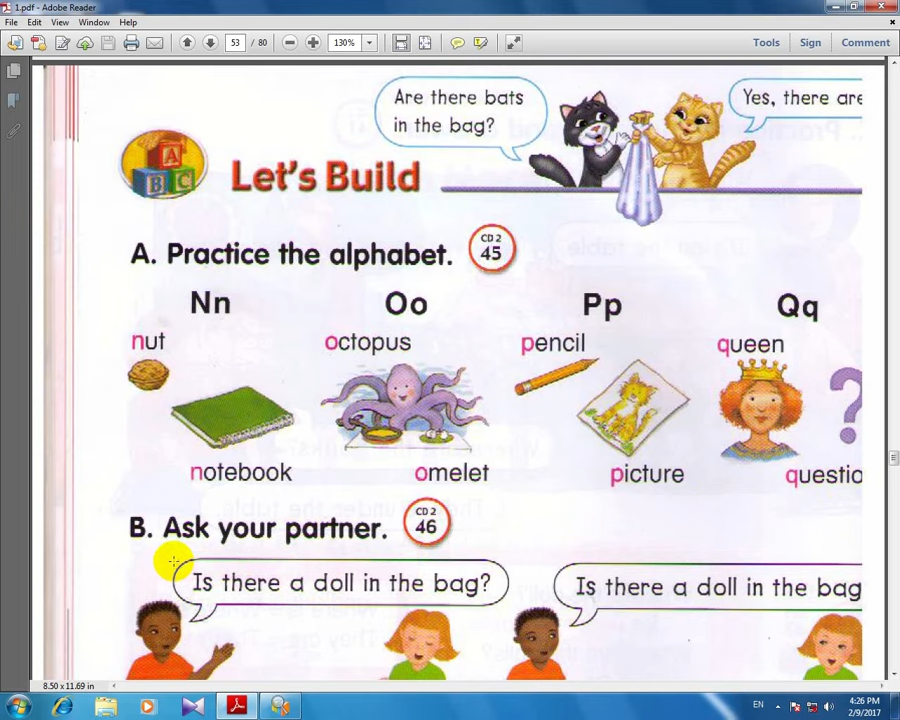 1.pdf - Adobe Reader
File Edit View Window Help
53 / 80 130% Tools Sign Comment
Are there bats
in the bag?
Yes, there are
A
B C
Let's Build
A. Practice the alphabet. CD 2 45
Nn Oo Pp Qq
nut octopus pencil queen
?
notebook omelet picture questio
B. Ask your partner. CD 2 46
Is there a doll in the bag? Is there a doll in the bag
8.50 x 11.69 in
EN 4:26 PM
2/9/2017